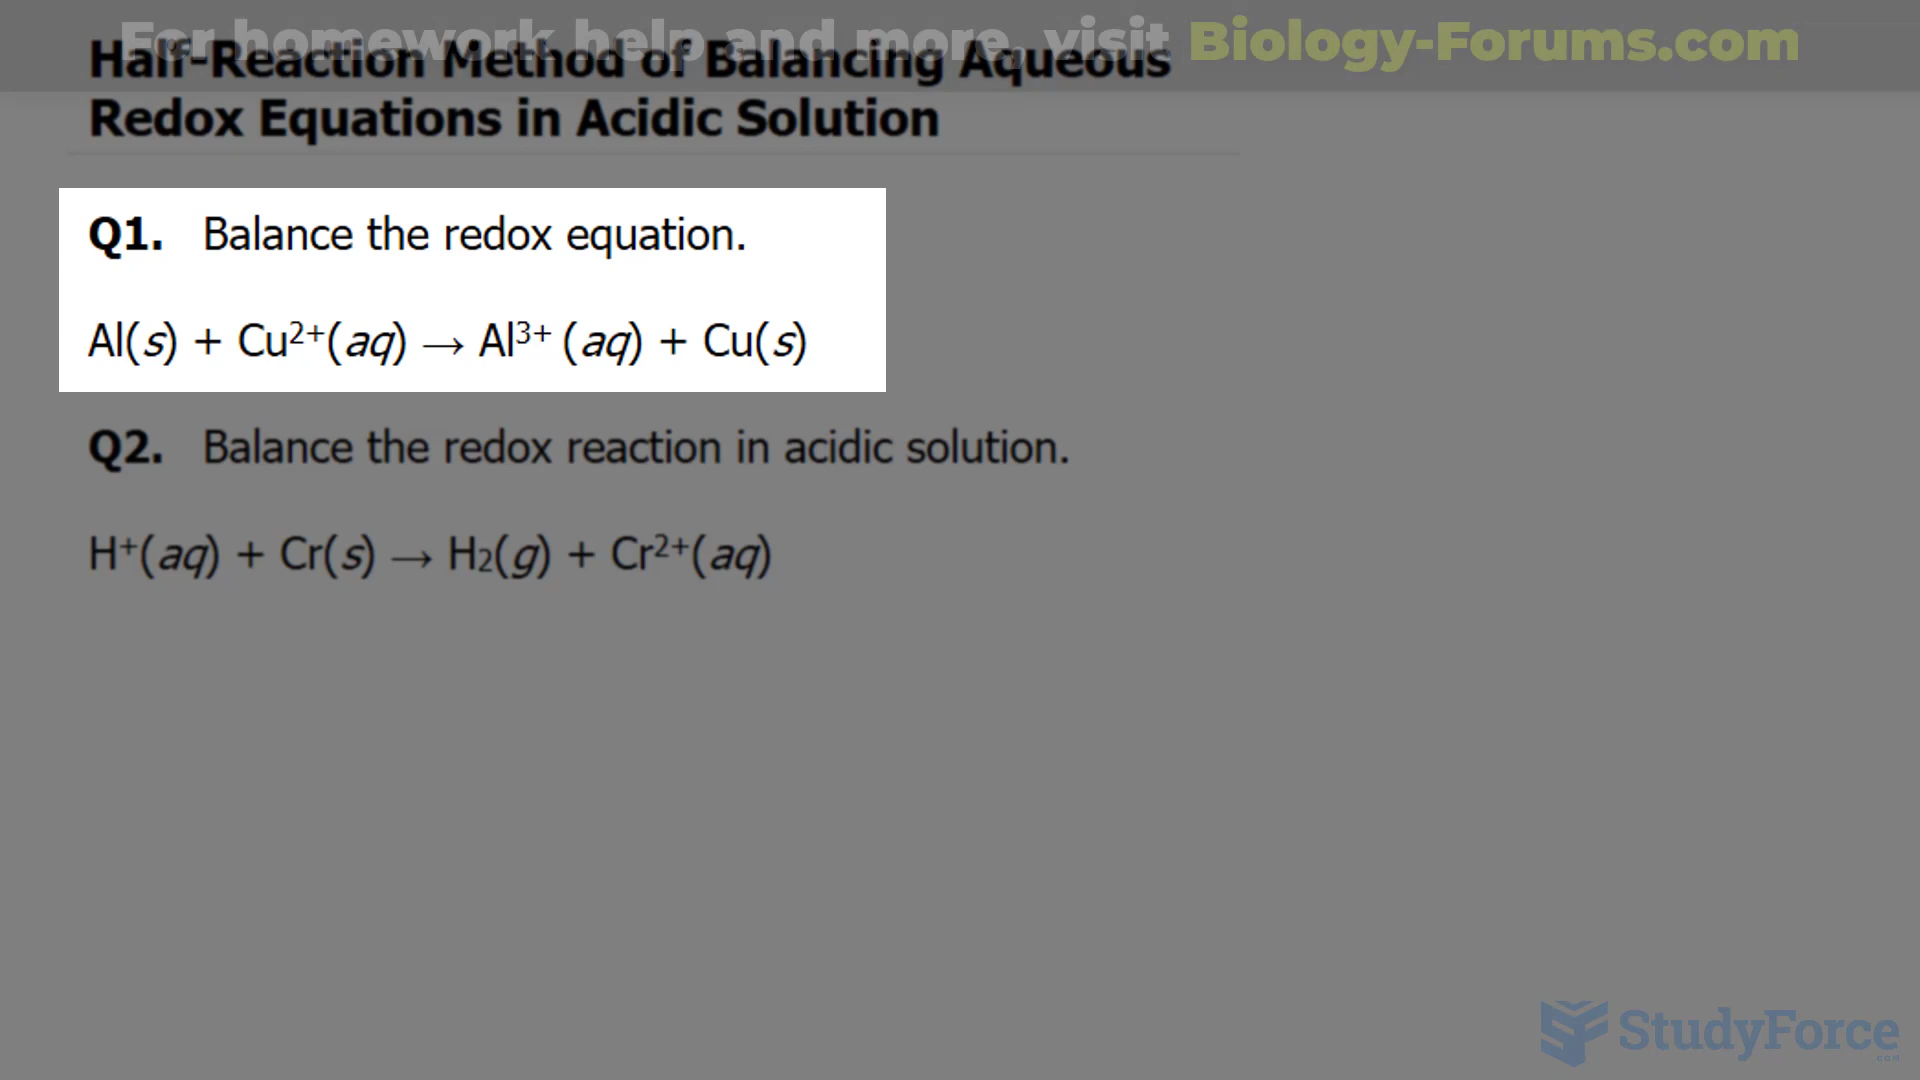 For homework help and more, visit Biology-Forums.com
Half-Reaction Method of Balancing Aqueous
Redox Equations in Acidic Solution
Q1. Balance the redox equation.
Al(s) + Cu²⁺(aq) → Al³⁺ (aq) + Cu(s)
Q2. Balance the redox reaction in acidic solution.
H⁺(aq) + Cr(s) → H₂(g) + Cr²⁺(aq)
StudyForce
.COM